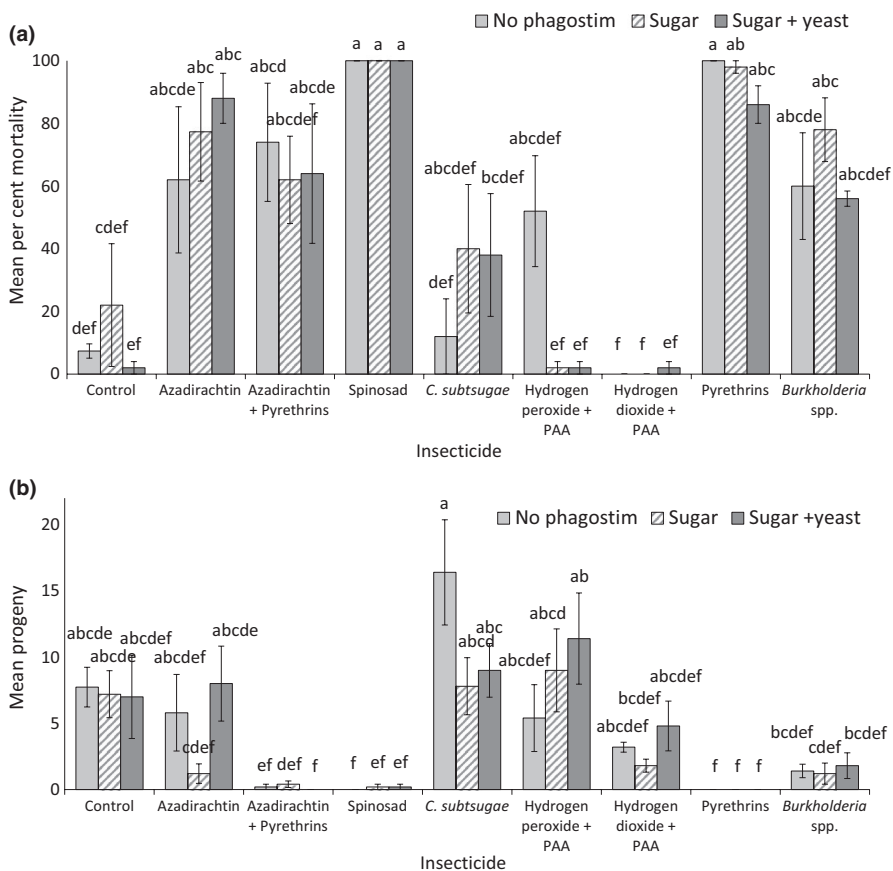 (a)
No phagostim Sugar Sugar + yeast
Mean per cent mortality
100
80
60
40
20
0
def cdef ef
abcde abc abc
abcd abcdef abcde
a a a
def abcdef bcdef
abcdef ef ef
f f ef
a ab abc
abcde abc abcdef
Control
Azadirachtin
Azadirachtin
+ Pyrethrins
Spinosad
C. subtsugae
Hydrogen
peroxide +
PAA
Hydrogen
dioxide +
PAA
Pyrethrins
Burkholderia
spp.
Insecticide
(b)
No phagostim Sugar Sugar +yeast
Mean progeny
20
15
10
5
0
abcde abcde abcdef
abcdef cdef abcde
ef def f
f ef ef
a abcd abc
abcdef abcd ab
abcdef bcdef abcdef
f f f
bcdef cdef bcdef
Control
Azadirachtin
Azadirachtin
+ Pyrethrins
Spinosad
C. subtsugae
Hydrogen
peroxide +
PAA
Hydrogen
dioxide +
PAA
Pyrethrins
Burkholderia
spp.
Insecticide